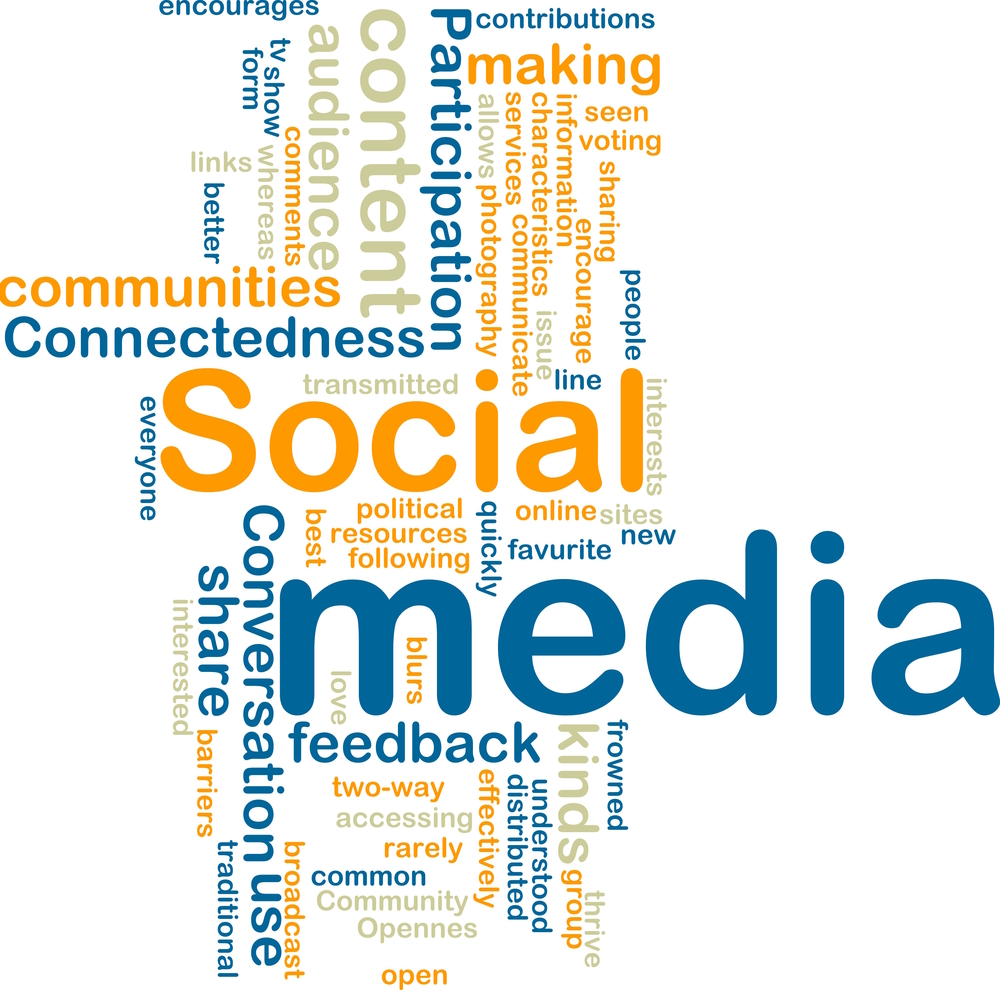 encourages
contributions
content
Participation
audience
tv show
form
making
allows
services
characteristics
information
seen
voting
comments
whereas
links
better
sharing
photography
communicate
encourage
people
communities
Connectedness
issue
line
transmitted
Social
interests
everyone
political
resources
following
best
quickly
online
sites
new
favurite
Conversation
share
interested
media
blurs
love
feedback
kinds
frowned
barriers
two-way
accessing
rarely
effectively
distributed
understood
traditional
use
broadcast
common
Community
Opennes
group
thrive
open